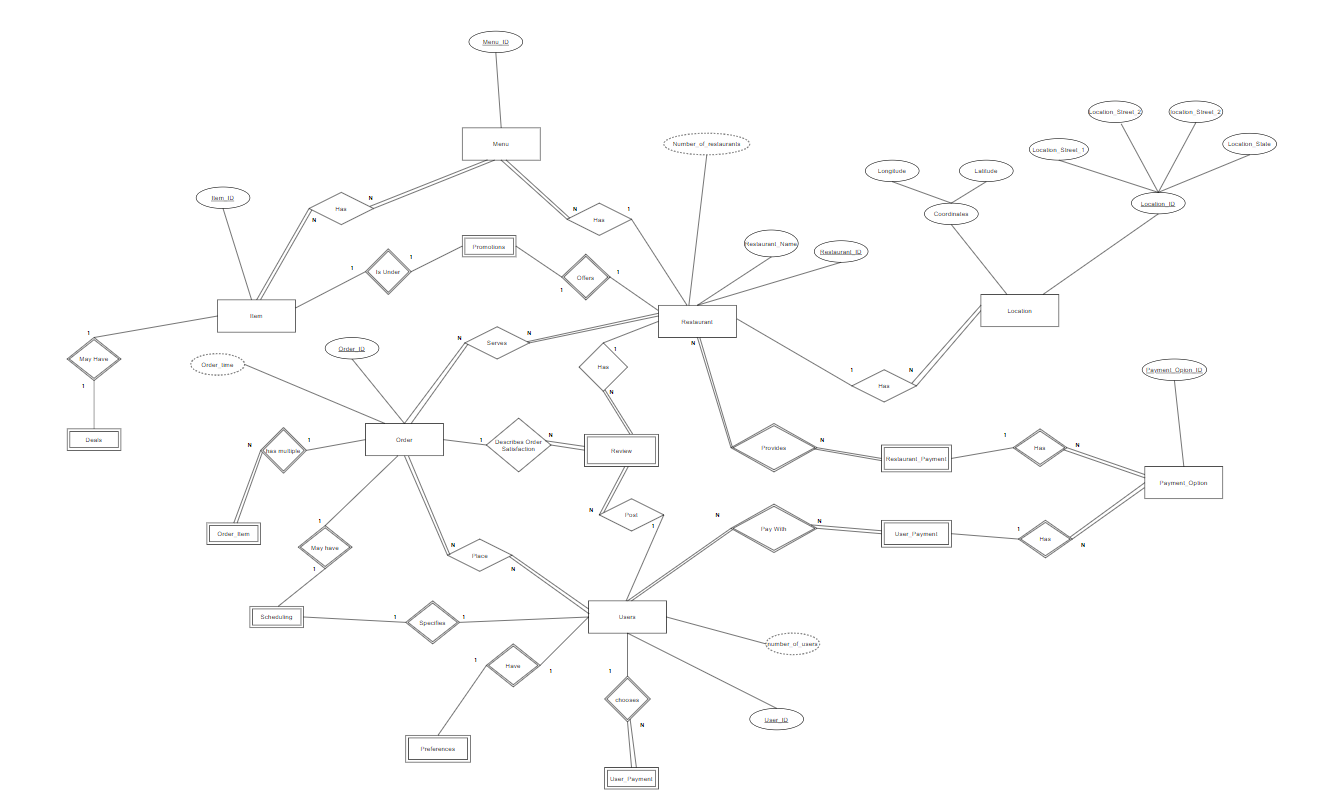 Menu_ID
Menu
Number_of_restaurants
Location_Street_2
location_Street_2
Location_Street_1
Location_State
Longitude
Latitude
Item_ID
Has
N
N
N
1
Has
Coordinates
Location_ID
Promotions
Restaurant_Name
Restaurant_ID
1
1
Is Under
Offers
1
1
Item
Restaurant
Location
1
May Have
1
Deals
Order_time
Order_ID
N
Serves
N
1
Has
N
N
1
N
Has
Payment_Opion_ID
Order
N
has multiple
1
1
Describes Order
Satisfaction
N
Review
N
Provides
Restaurant_Payment
1
Has
N
Payment_Option
Order_Item
N
Post
1
N
Pay With
N
User_Payment
1
Has
N
1
May have
1
N
Place
N
Scheduling
1
Specifies
1
Users
number_of_users
1
Have
1
1
chooses
N
User_ID
Preferences
User_Payment